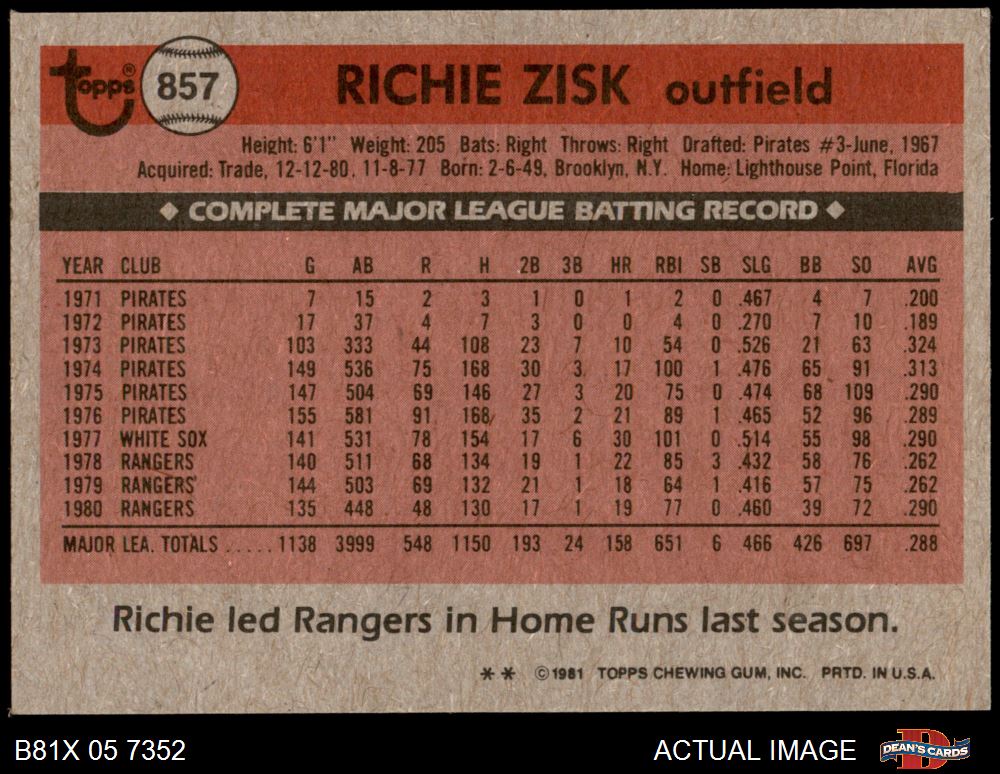 topps® 857 RICHIE ZISK outfield
Height: 6'1" Weight: 205 Bats: Right Throws: Right Drafted: Pirates #3-June, 1967
Acquired: Trade, 12-12-80, 11-8-77 Born: 2-6-49, Brooklyn, N.Y. Home: Lighthouse Point, Florida
◆ COMPLETE MAJOR LEAGUE BATTING RECORD ◆
YEAR CLUB G AB R H 2B 3B HR RBI SB SLG BB SO AVG
1971 PIRATES 7 15 2 3 1 0 1 2 0 .467 4 7 .200
1972 PIRATES 17 37 4 7 3 0 0 4 0 .270 7 10 .189
1973 PIRATES 103 333 44 108 23 7 10 54 0 .526 21 63 .324
1974 PIRATES 149 536 75 168 30 3 17 100 1 .476 65 91 .313
1975 PIRATES 147 504 69 146 27 3 20 75 0 .474 68 109 .290
1976 PIRATES 155 581 91 168 35 2 21 89 1 .465 52 96 .289
1977 WHITE SOX 141 531 78 154 17 6 30 101 0 .514 55 98 .290
1978 RANGERS 140 511 68 134 19 1 22 85 3 .432 58 76 .262
1979 RANGERS 144 503 69 132 21 1 18 64 1 .416 57 75 .262
1980 RANGERS 135 448 48 130 17 1 19 77 0 .460 39 72 .290
MAJOR LEA. TOTALS ..... 1138 3999 548 1150 193 24 158 651 6 466 426 697 .288
Richie led Rangers in Home Runs last season.
** ©1981 TOPPS CHEWING GUM, INC. PRTD. IN U.S.A.
B81X 05 7352 ACTUAL IMAGE DEAN'S CARDS